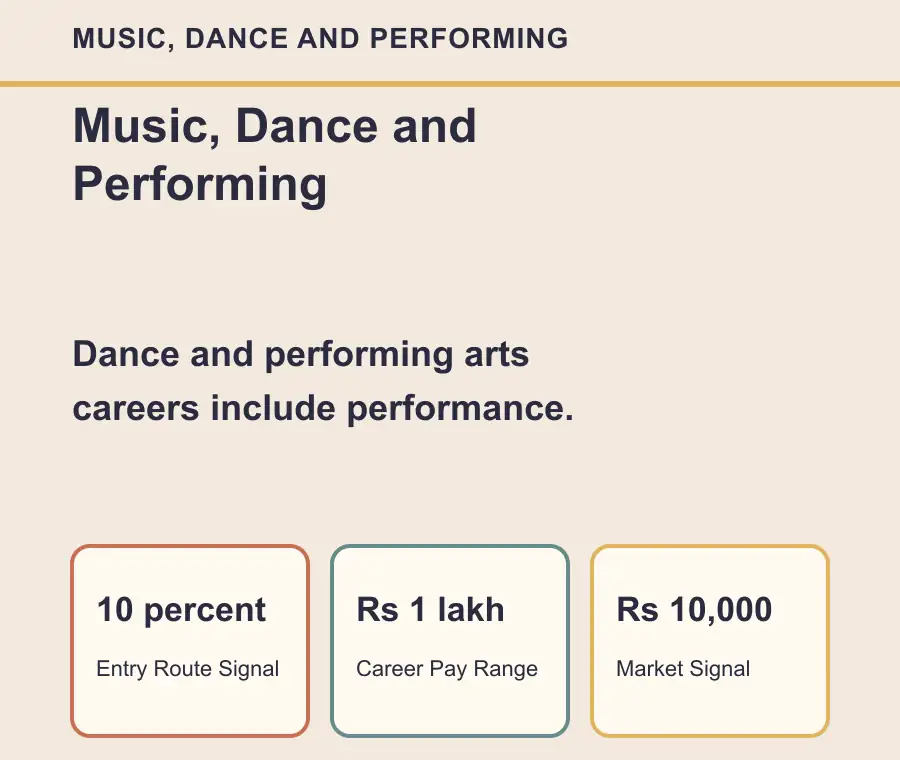 MUSIC, DANCE AND PERFORMING
Music, Dance and
Performing
Dance and performing arts
careers include performance.
10 percent
Entry Route Signal
Rs 1 lakh
Career Pay Range
Rs 10,000
Market Signal